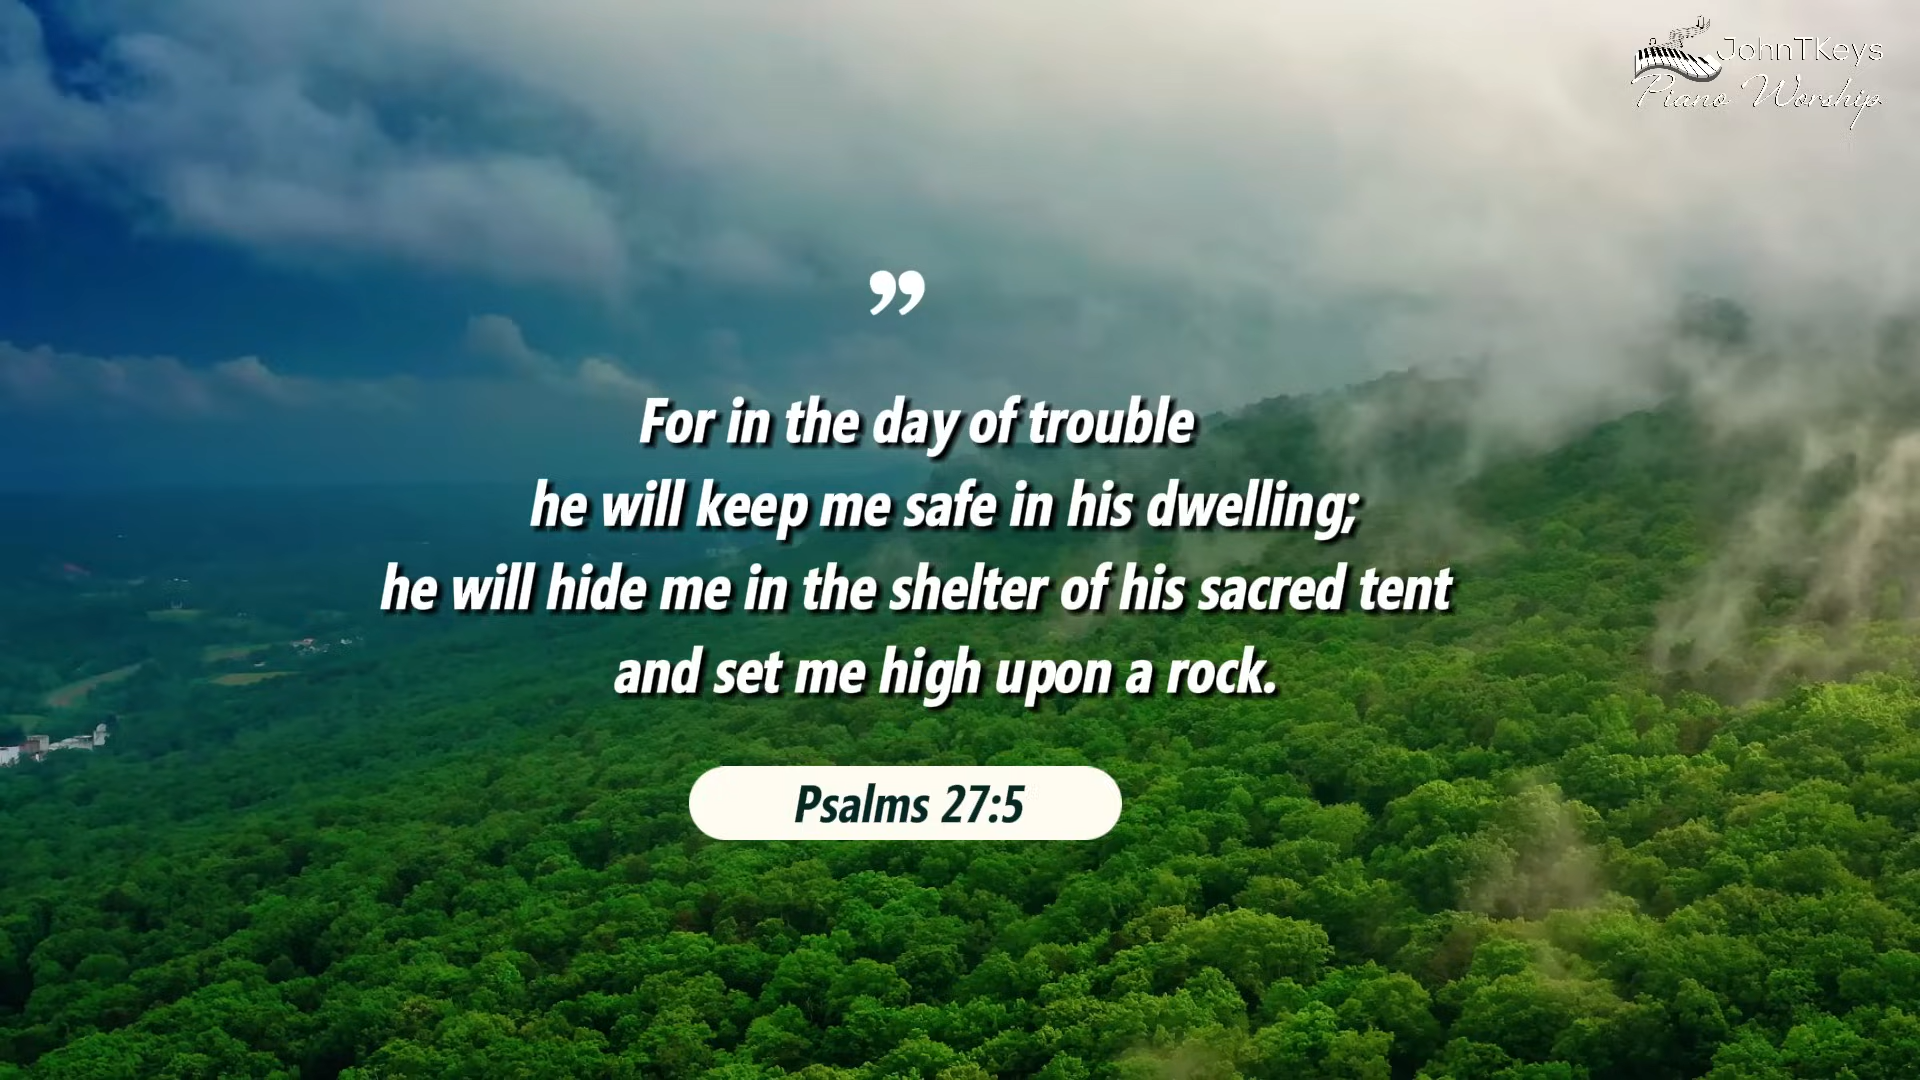 JohnTKeys
Piano Worship
”
For in the day of trouble
he will keep me safe in his dwelling;
he will hide me in the shelter of his sacred tent
and set me high upon a rock.
Psalms 27:5